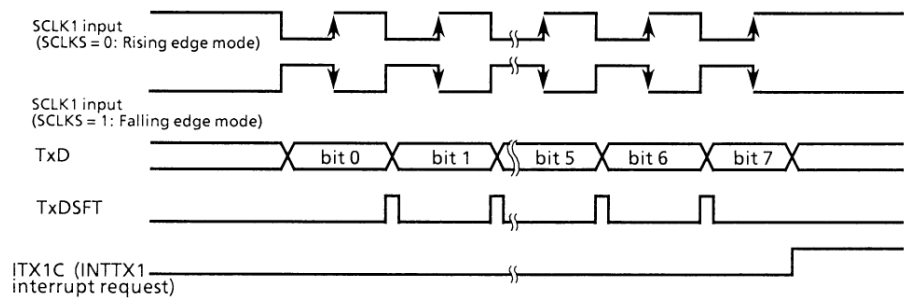 SCLK1 input
(SCLKS = 0: Rising edge mode)
SCLK1 input
(SCLKS = 1: Falling edge mode)
TxD
bit 0 bit 1 bit 5 bit 6 bit 7
TxDSFT
ITX1C (INTTX1
interrupt request)